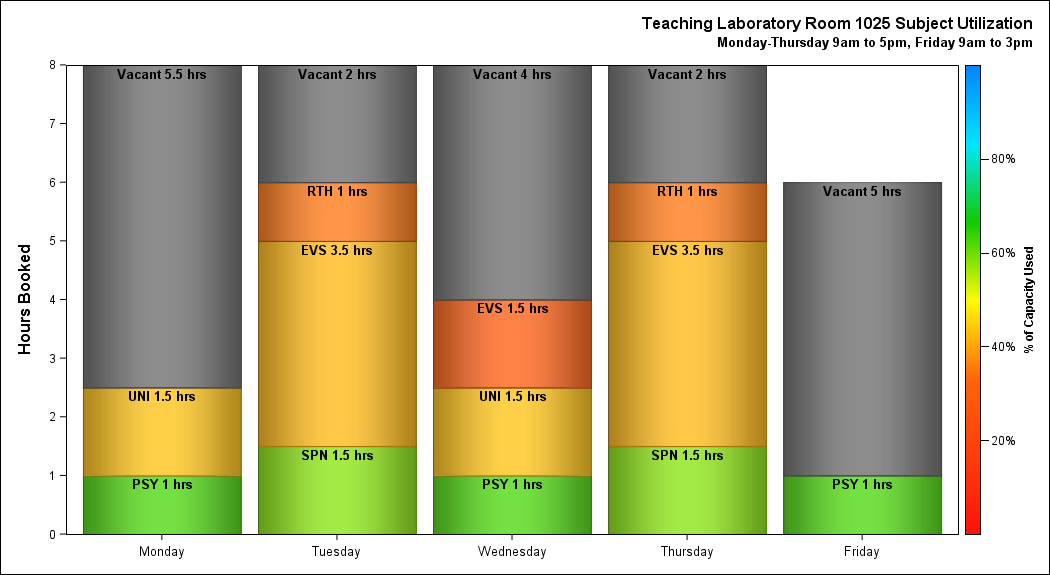 Teaching Laboratory Room 1025 Subject Utilization
Monday-Thursday 9am to 5pm, Friday 9am to 3pm
Hours Booked
8
7
6
5
4
3
2
1
0
Vacant 5.5 hrs
UNI 1.5 hrs
PSY 1 hrs
Vacant 2 hrs
RTH 1 hrs
EVS 3.5 hrs
SPN 1.5 hrs
Vacant 4 hrs
EVS 1.5 hrs
UNI 1.5 hrs
PSY 1 hrs
Vacant 2 hrs
RTH 1 hrs
EVS 3.5 hrs
SPN 1.5 hrs
Vacant 5 hrs
PSY 1 hrs
Monday
Tuesday
Wednesday
Thursday
Friday
80%
60%
40%
20%
% of Capacity Used